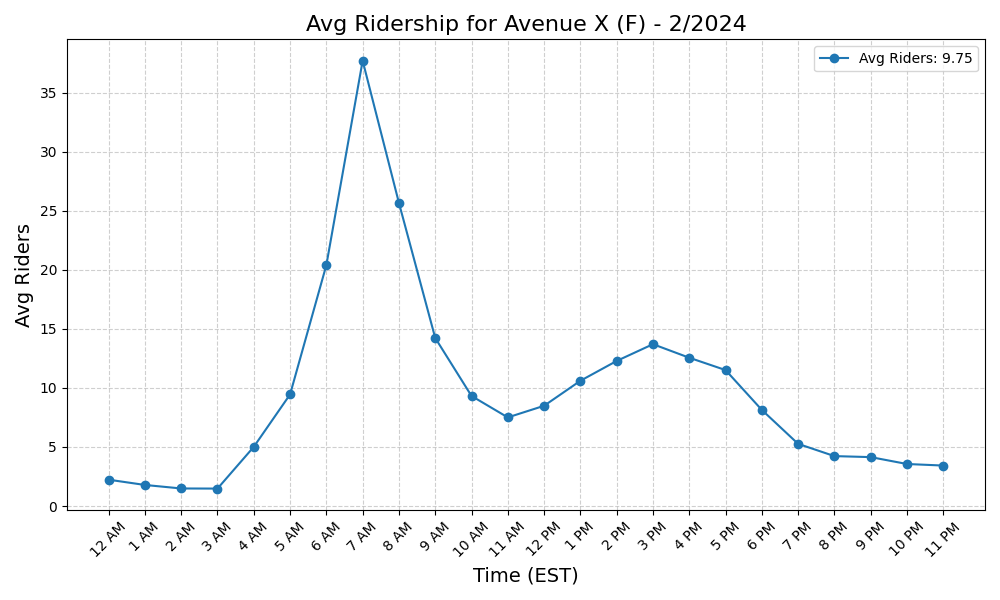 Avg Ridership for Avenue X (F) - 2/2024
Avg Riders: 9.75
Avg Riders
35
30
25
20
15
10
5
0
12 AM
1 AM
2 AM
3 AM
4 AM
5 AM
6 AM
7 AM
8 AM
9 AM
10 AM
11 AM
12 PM
1 PM
2 PM
3 PM
4 PM
5 PM
6 PM
7 PM
8 PM
9 PM
10 PM
11 PM
Time (EST)